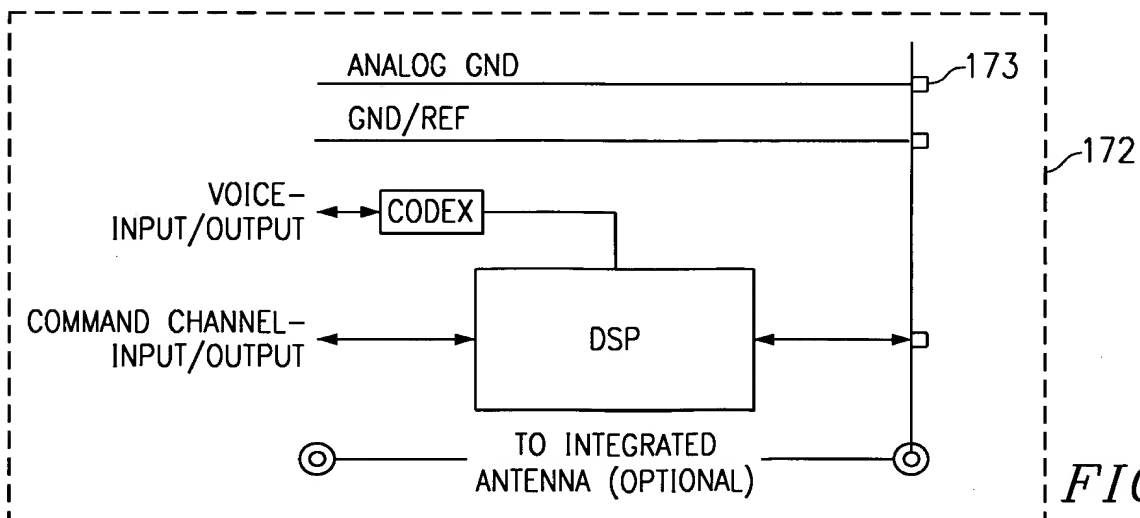 ANALOG GND
173
GND/REF
172
VOICE-
INPUT/OUTPUT
CODEX
COMMAND CHANNEL-
INPUT/OUTPUT
DSP
TO INTEGRATED
ANTENNA (OPTIONAL)
FIG